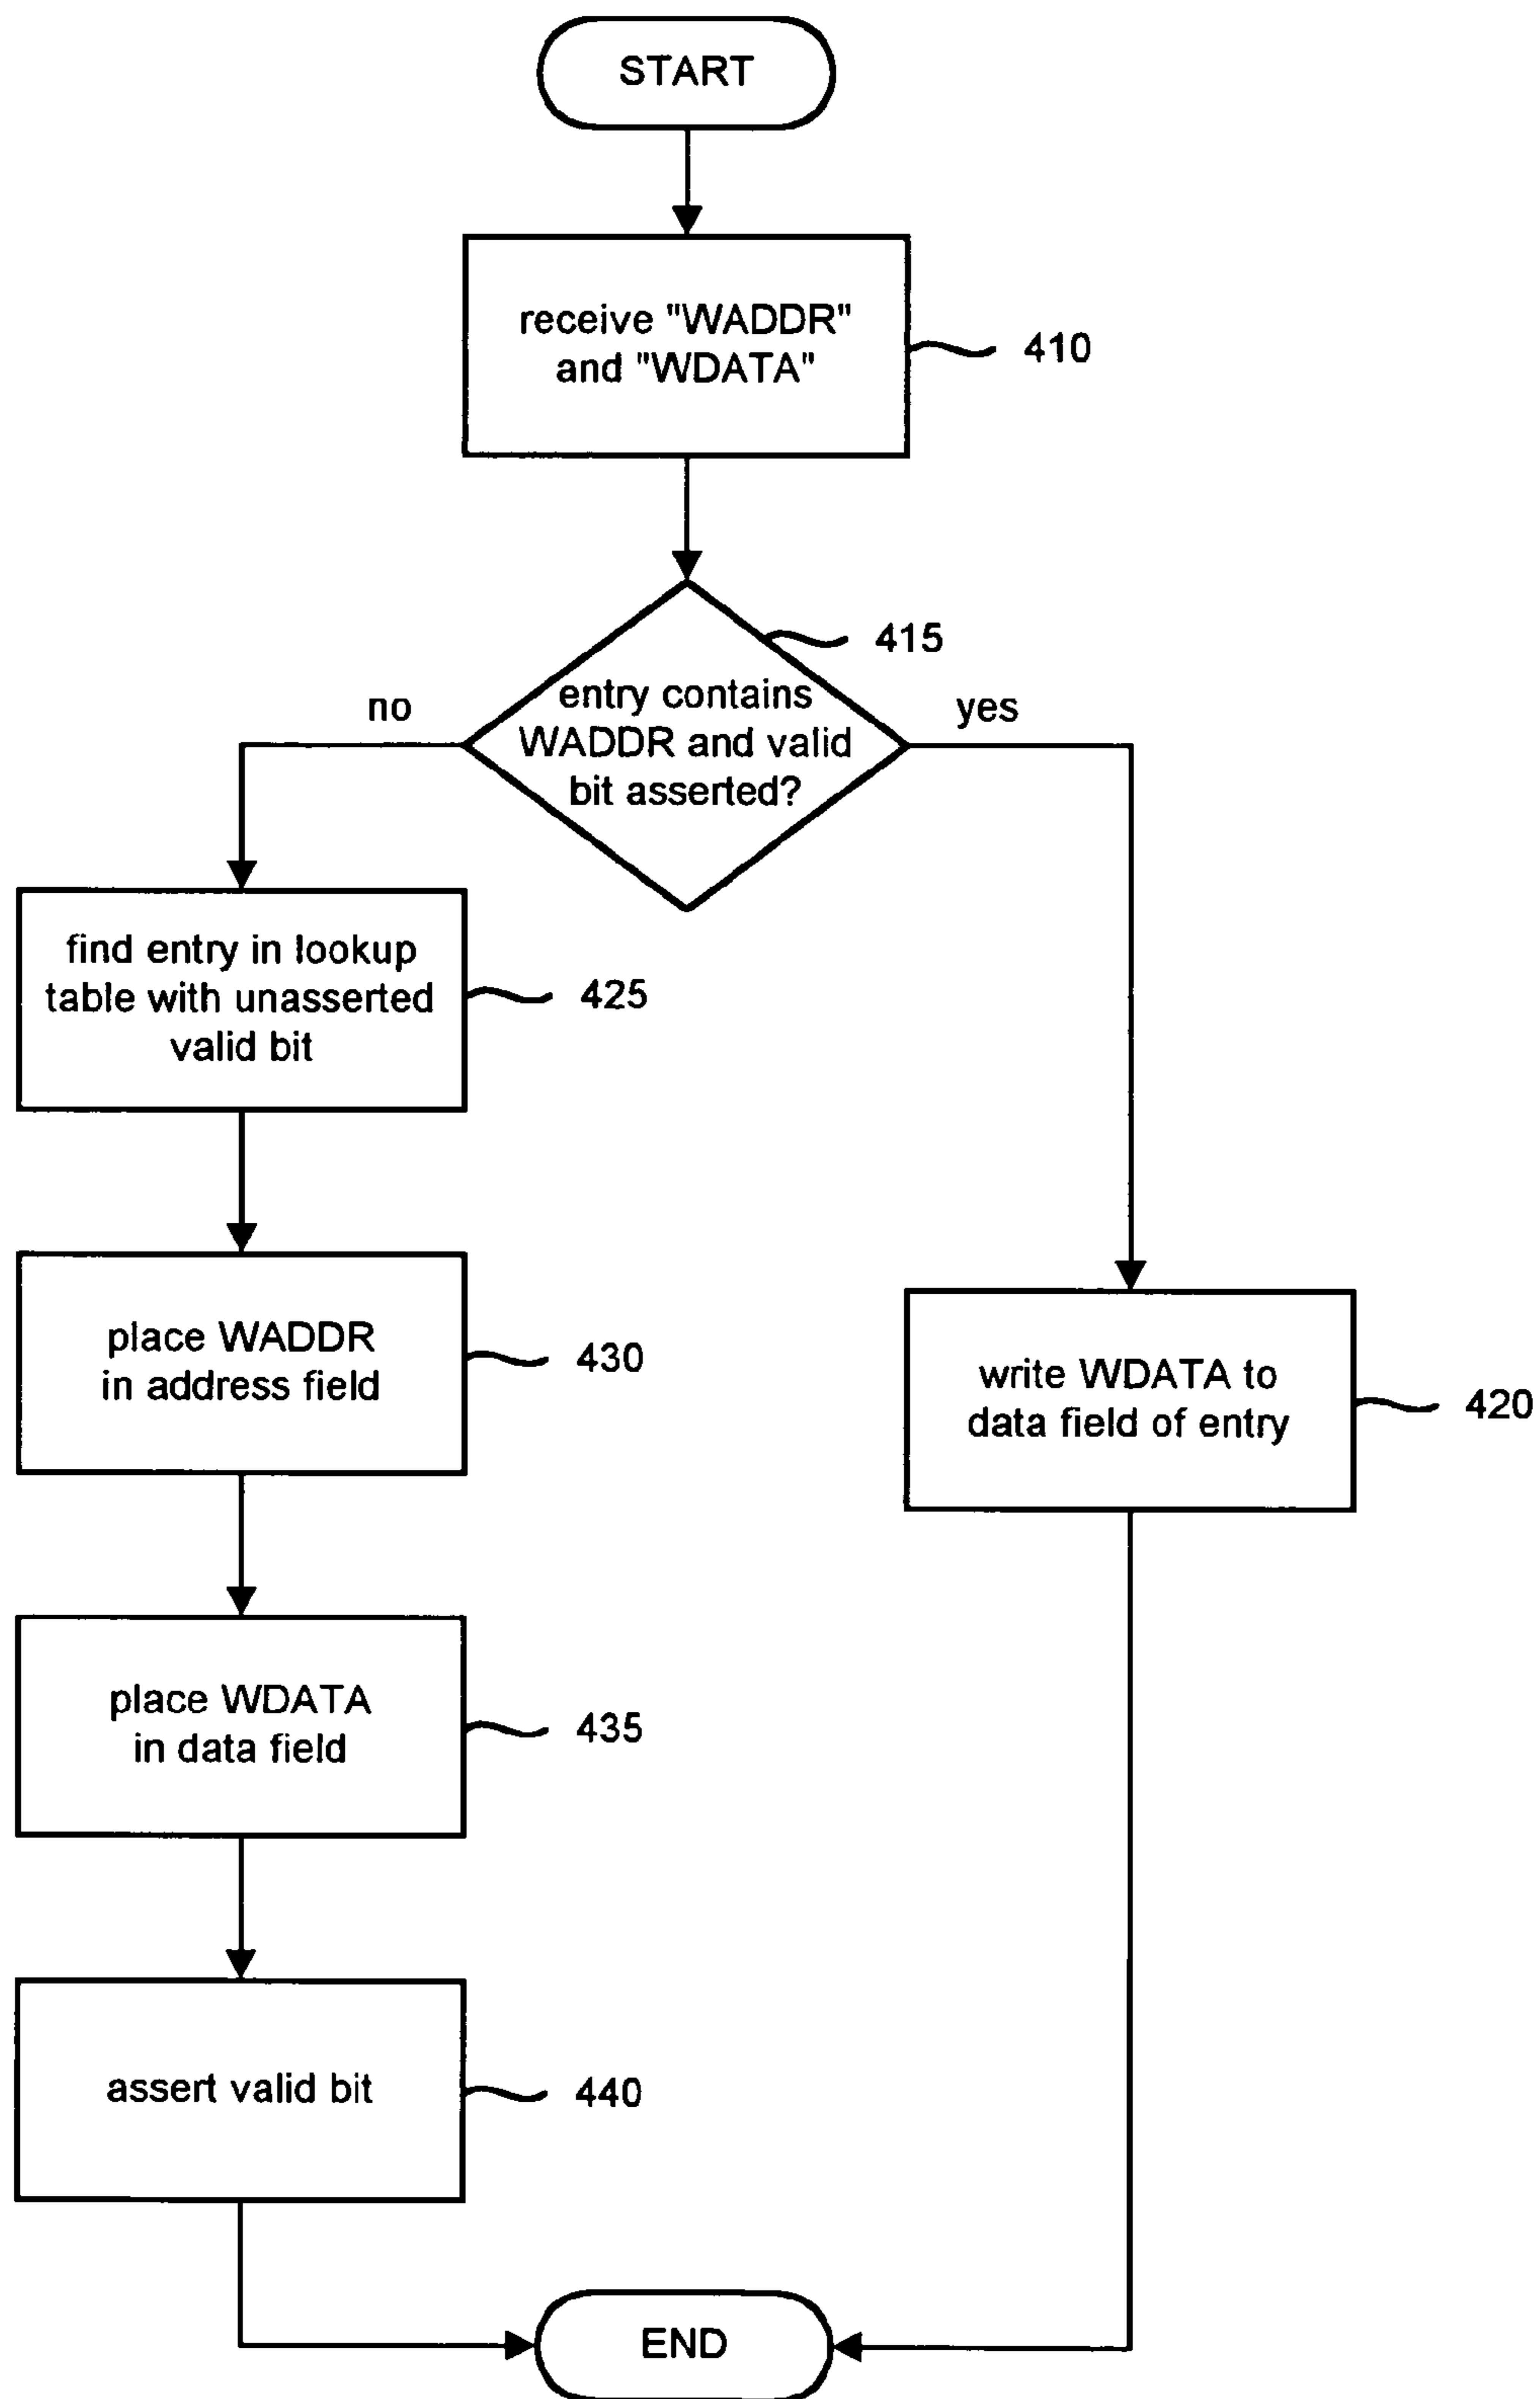 START
receive "WADDR"
and "WDATA"
410
415
entry contains
WADDR and valid
bit asserted?
no
yes
find entry in lookup
table with unasserted
valid bit
425
place WADDR
in address field
430
write WDATA to
data field of entry
420
place WDATA
in data field
435
assert valid bit
440
END